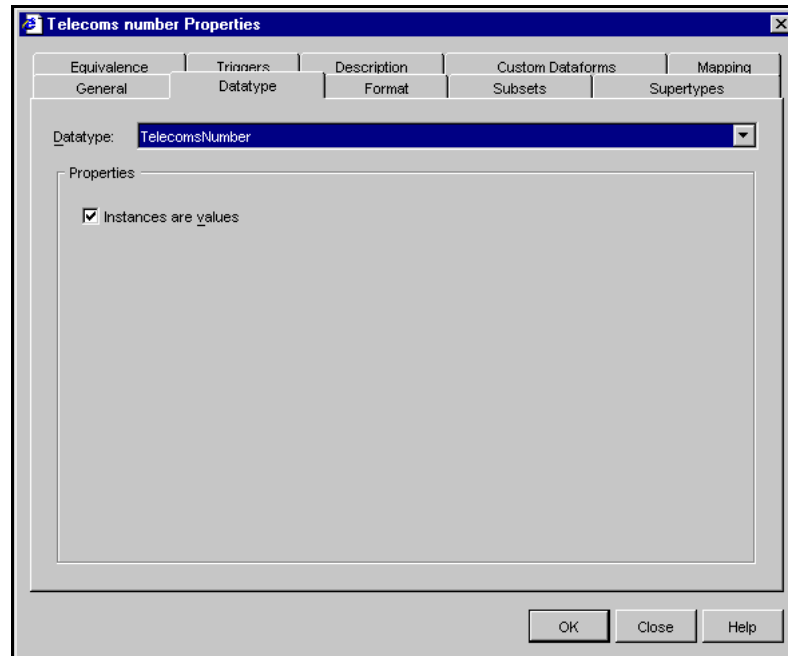 Telecoms number Properties
Equivalence Triggers Description Custom Dataforms Mapping
General Datatype Format Subsets Supertypes
Datatype: TelecomsNumber
Properties
Instances are values
OK Close Help